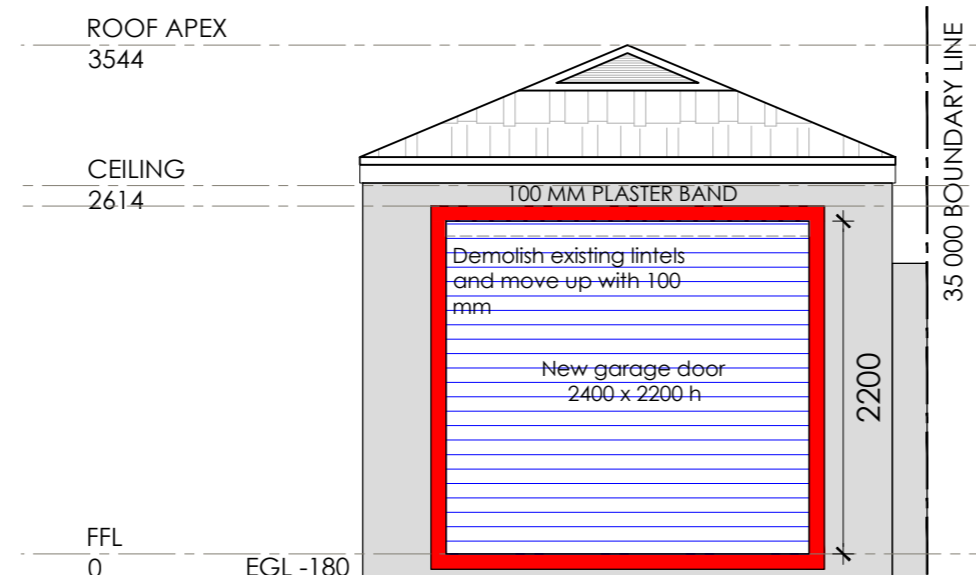 ROOF APEX
3544
CEILING
2614
100 MM PLASTER BAND
Demolish existing lintels
and move up with 100
mm
New garage door
2400 x 2200 h
2200
35 000 BOUNDARY LINE
FFL
0
EGL -180